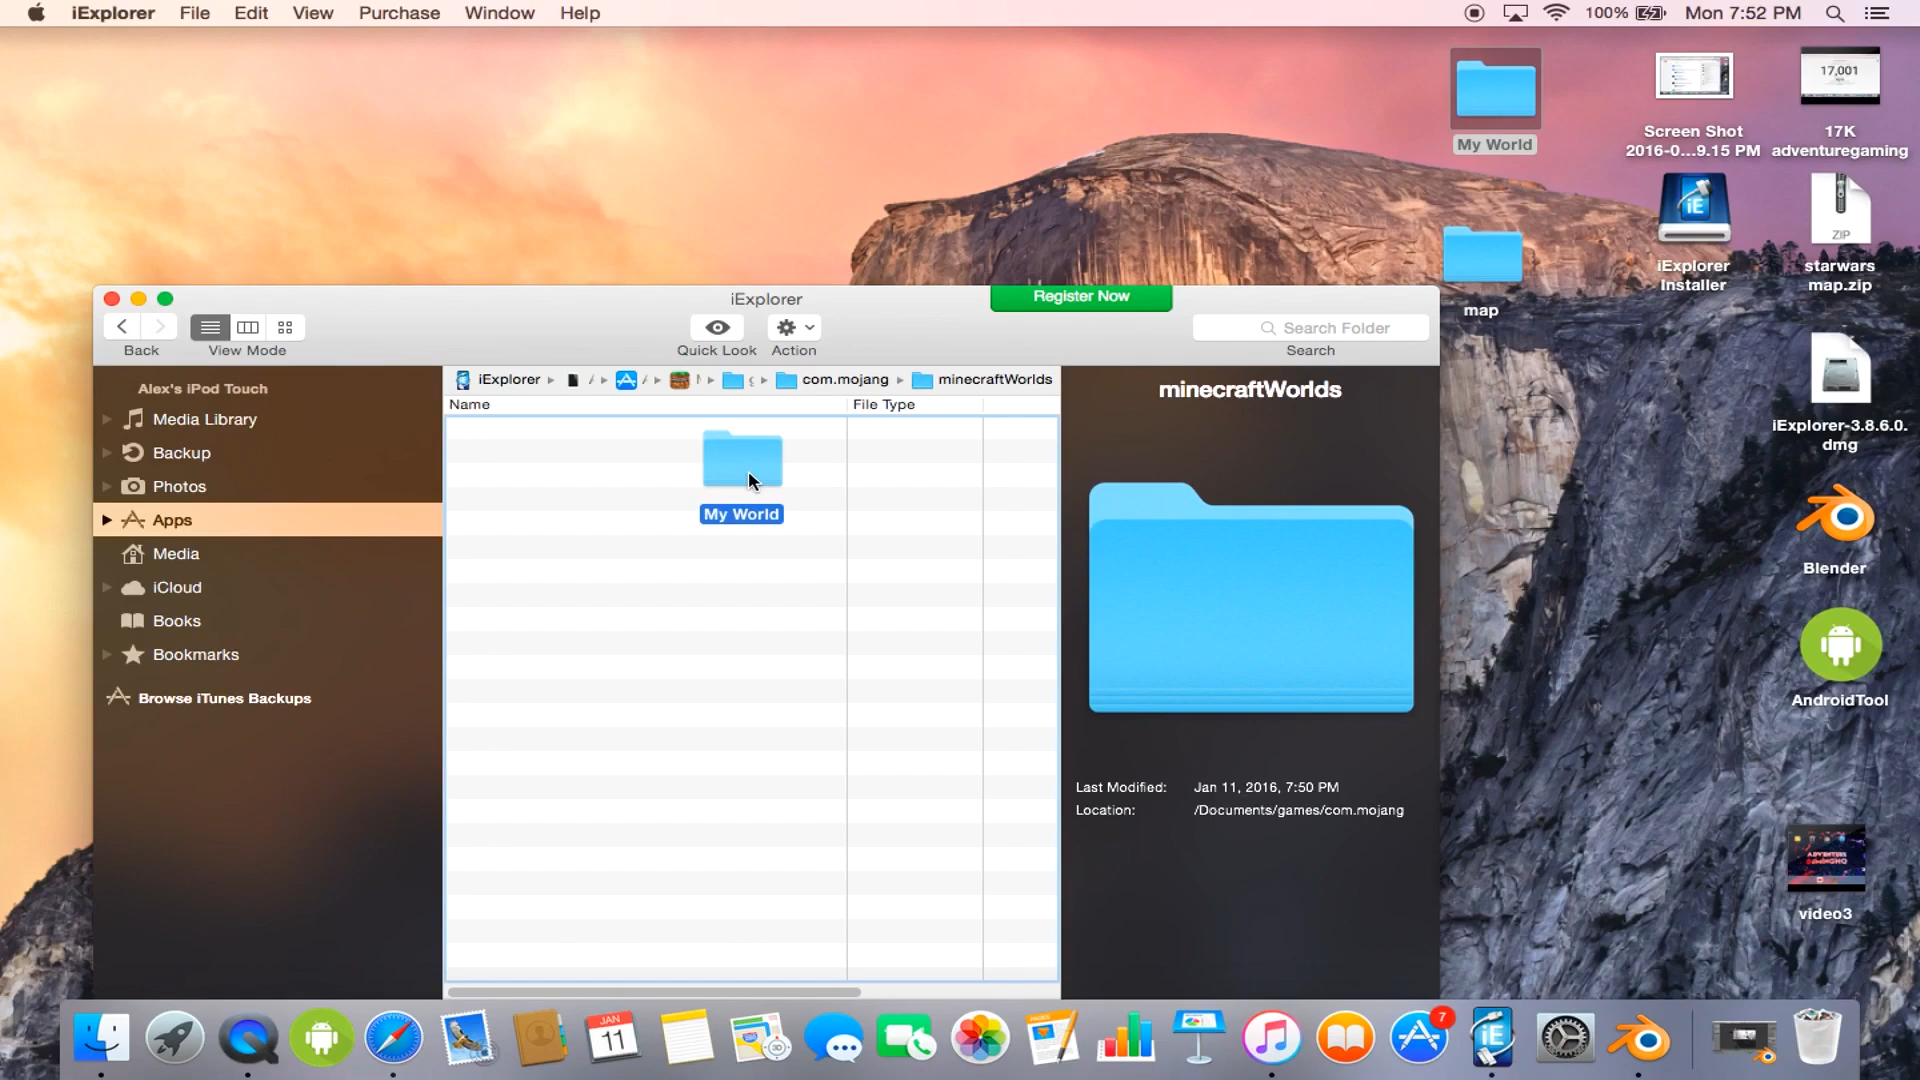 iExplorer File Edit View Purchase Window Help 100% Mon 7:52 PM
My World
Screen Shot
2016-0...9.15 PM
17,001
17K
adventuregaming
map
iE
iExplorer
Installer
ZIP
starwars
map.zip
iExplorer-3.8.6.0.
dmg
Blender
AndroidTool
video3
iExplorer
Register Now
Back
View Mode
Quick Look
Action
Search Folder
Search
Alex's iPod Touch
Media Library
Backup
Photos
Apps
Media
iCloud
Books
Bookmarks
Browse iTunes Backups
iExplorer com.mojang minecraftWorlds
Name File Type
My World
minecraftWorlds
Last Modified: Jan 11, 2016, 7:50 PM
Location: /Documents/games/com.mojang
JAN
11
7
iE